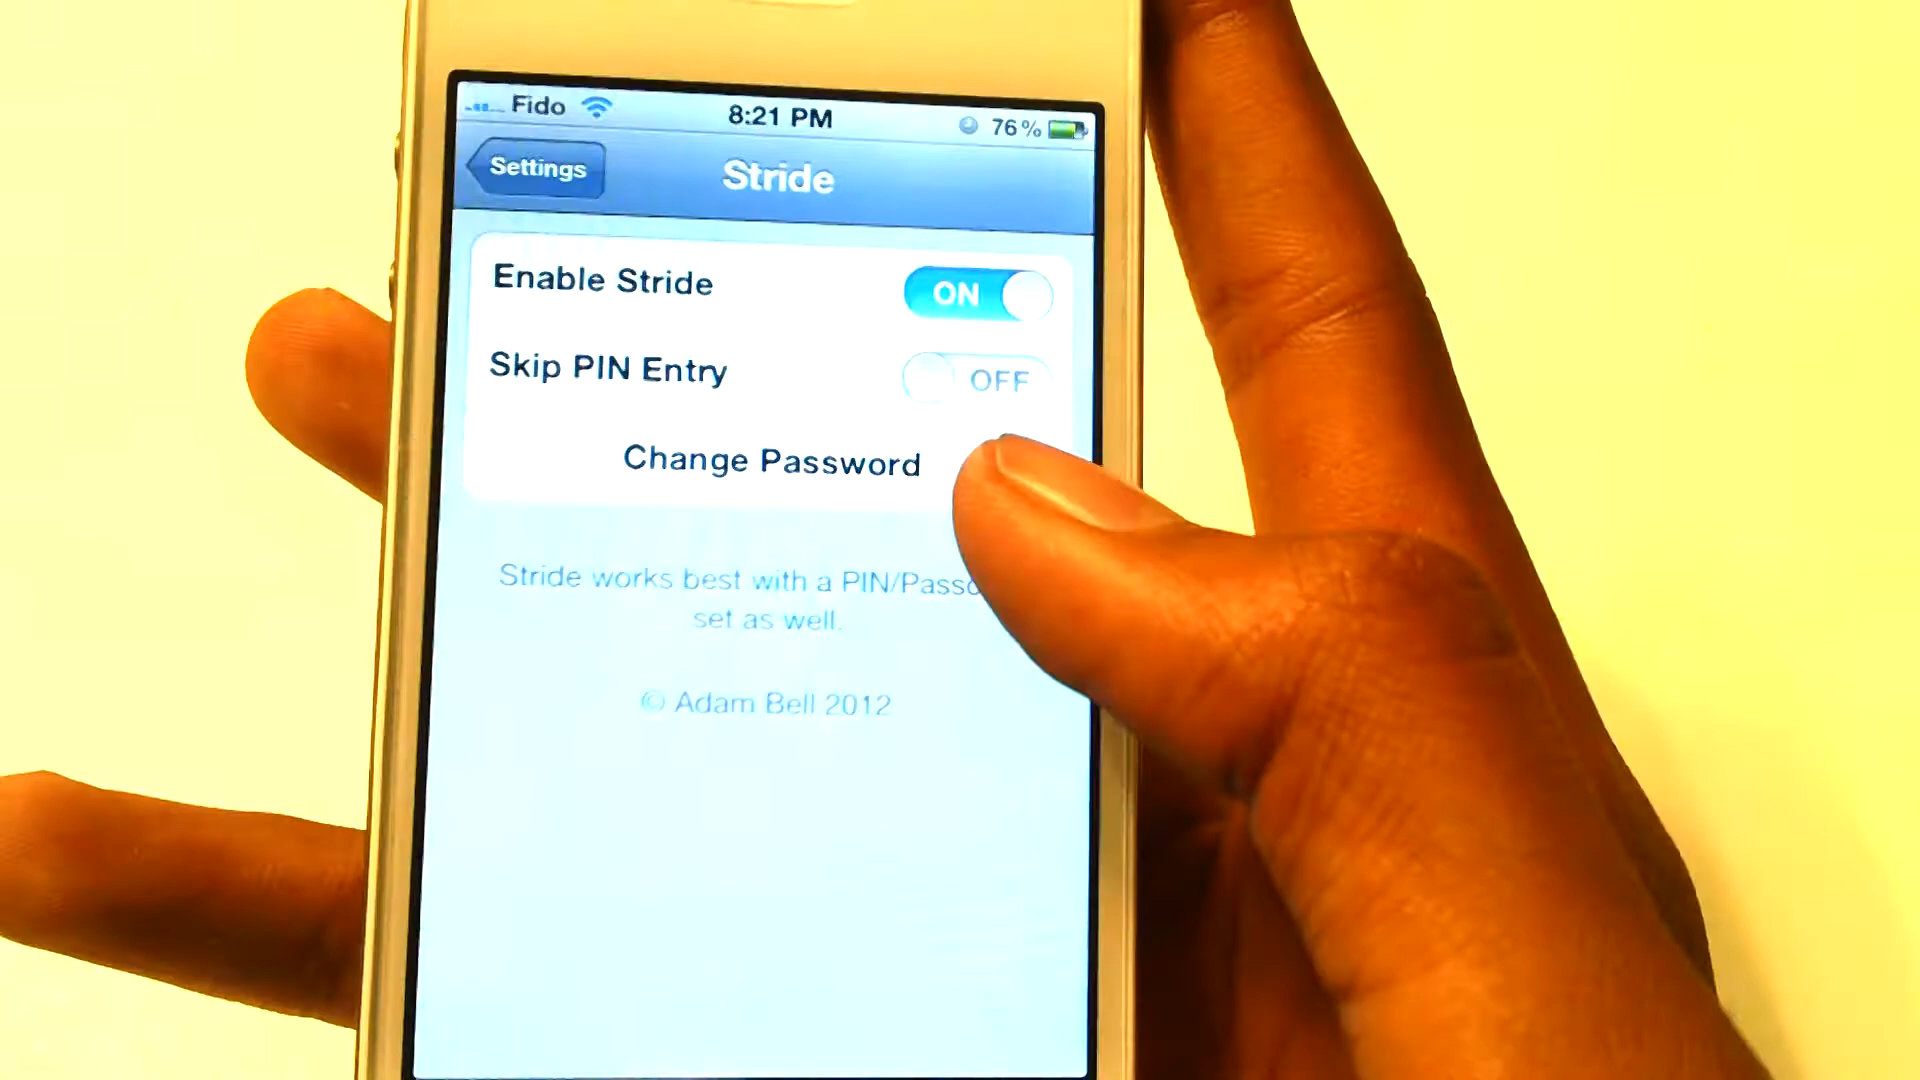 Fido 8:21 PM 76%
Settings Stride
Enable Stride ON
Skip PIN Entry OFF
Change Password
Stride works best with a PIN/Passc
set as well.
© Adam Bell 2012